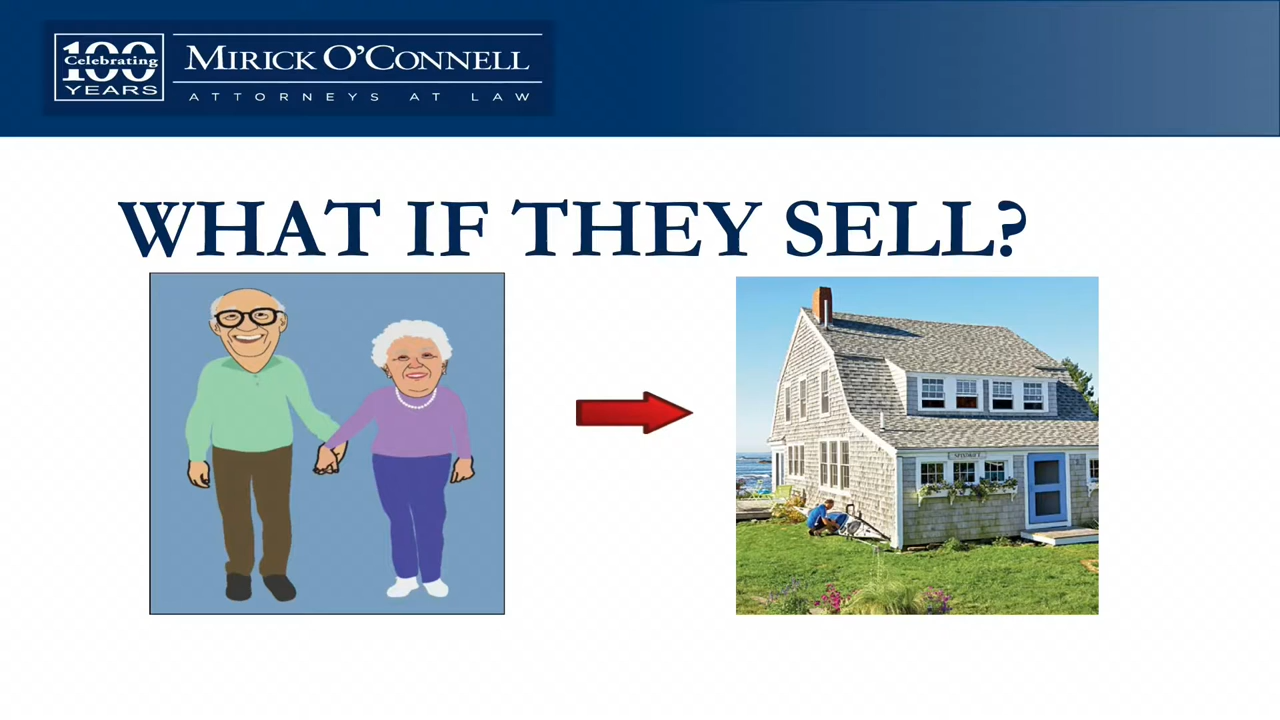 100
Celebrating
YEARS
MIRICK O'CONNELL
ATTORNEYS AT LAW
WHAT IF THEY SELL?